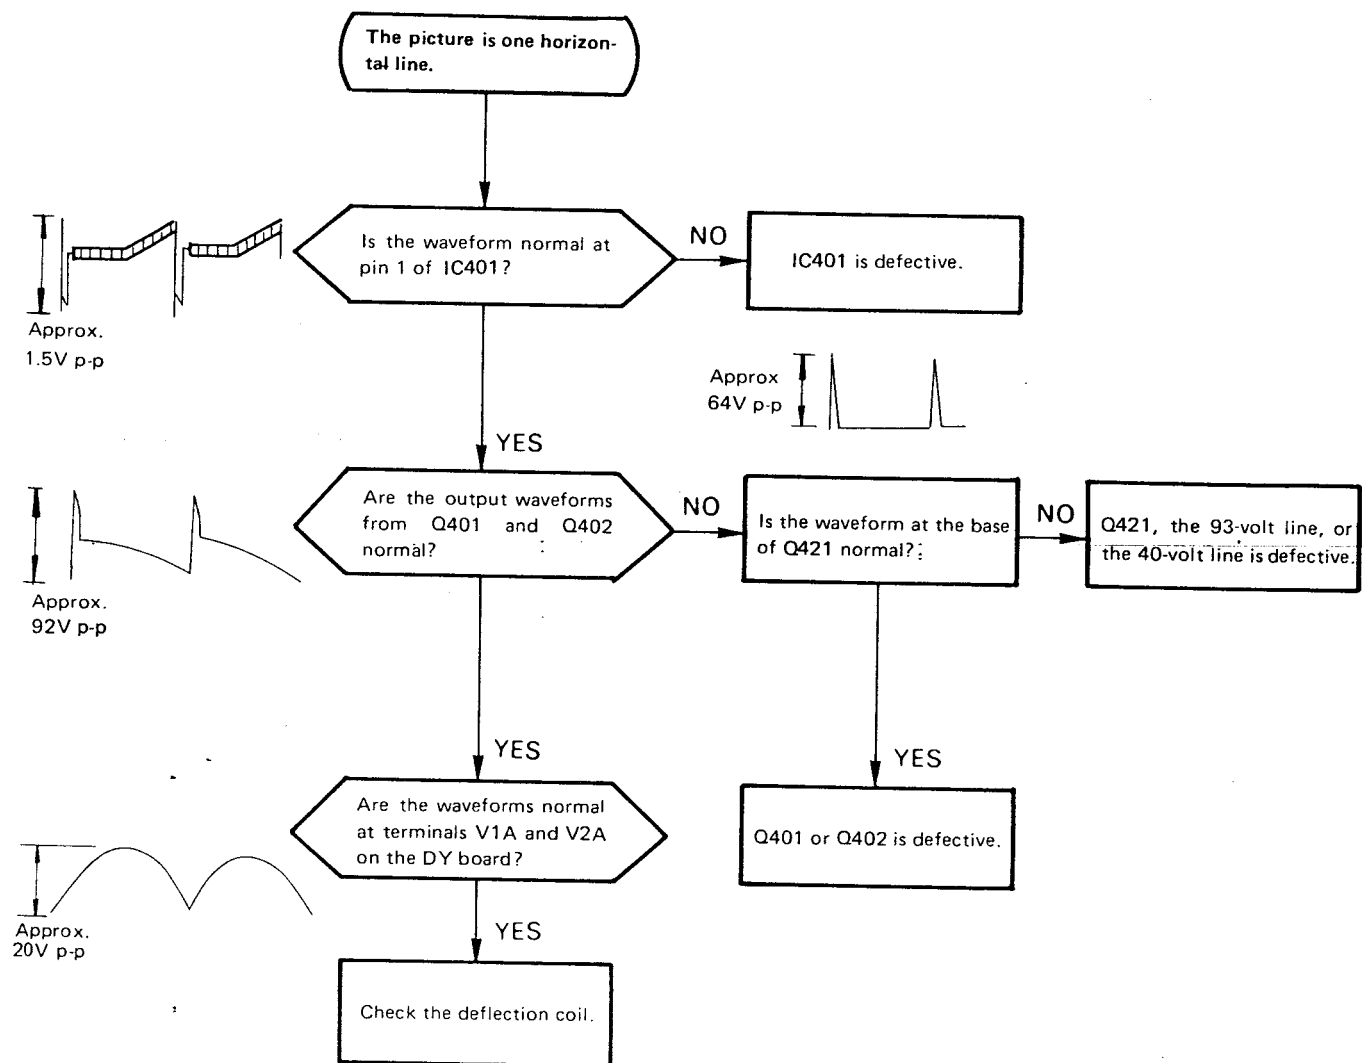 The picture is one horizon-
tal line.
Is the waveform normal at
pin 1 of IC401?
NO
IC401 is defective.
Approx.
1.5V p-p
Approx
64V p-p
YES
Are the output waveforms
from Q401 and Q402
normal?
NO
Is the waveform at the base
of Q421 normal?
NO
Q421, the 93-volt line, or
the 40-volt line is defective.
Approx.
92V p-p
YES
YES
Are the waveforms normal
at terminals V1A and V2A
on the DY board?
Q401 or Q402 is defective.
Approx.
20V p-p
YES
Check the deflection coil.